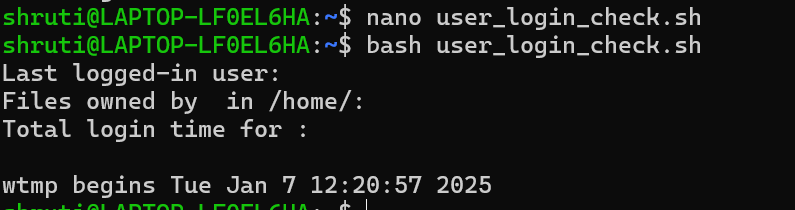 shruti@LAPTOP-LF0EL6HA:~$ nano user_login_check.sh
shruti@LAPTOP-LF0EL6HA:~$ bash user_login_check.sh
Last logged-in user:
Files owned by  in /home/:
Total login time for :

wtmp begins Tue Jan 7 12:20:57 2025
shruti@LAPTOP-LF0EL6HA:~$